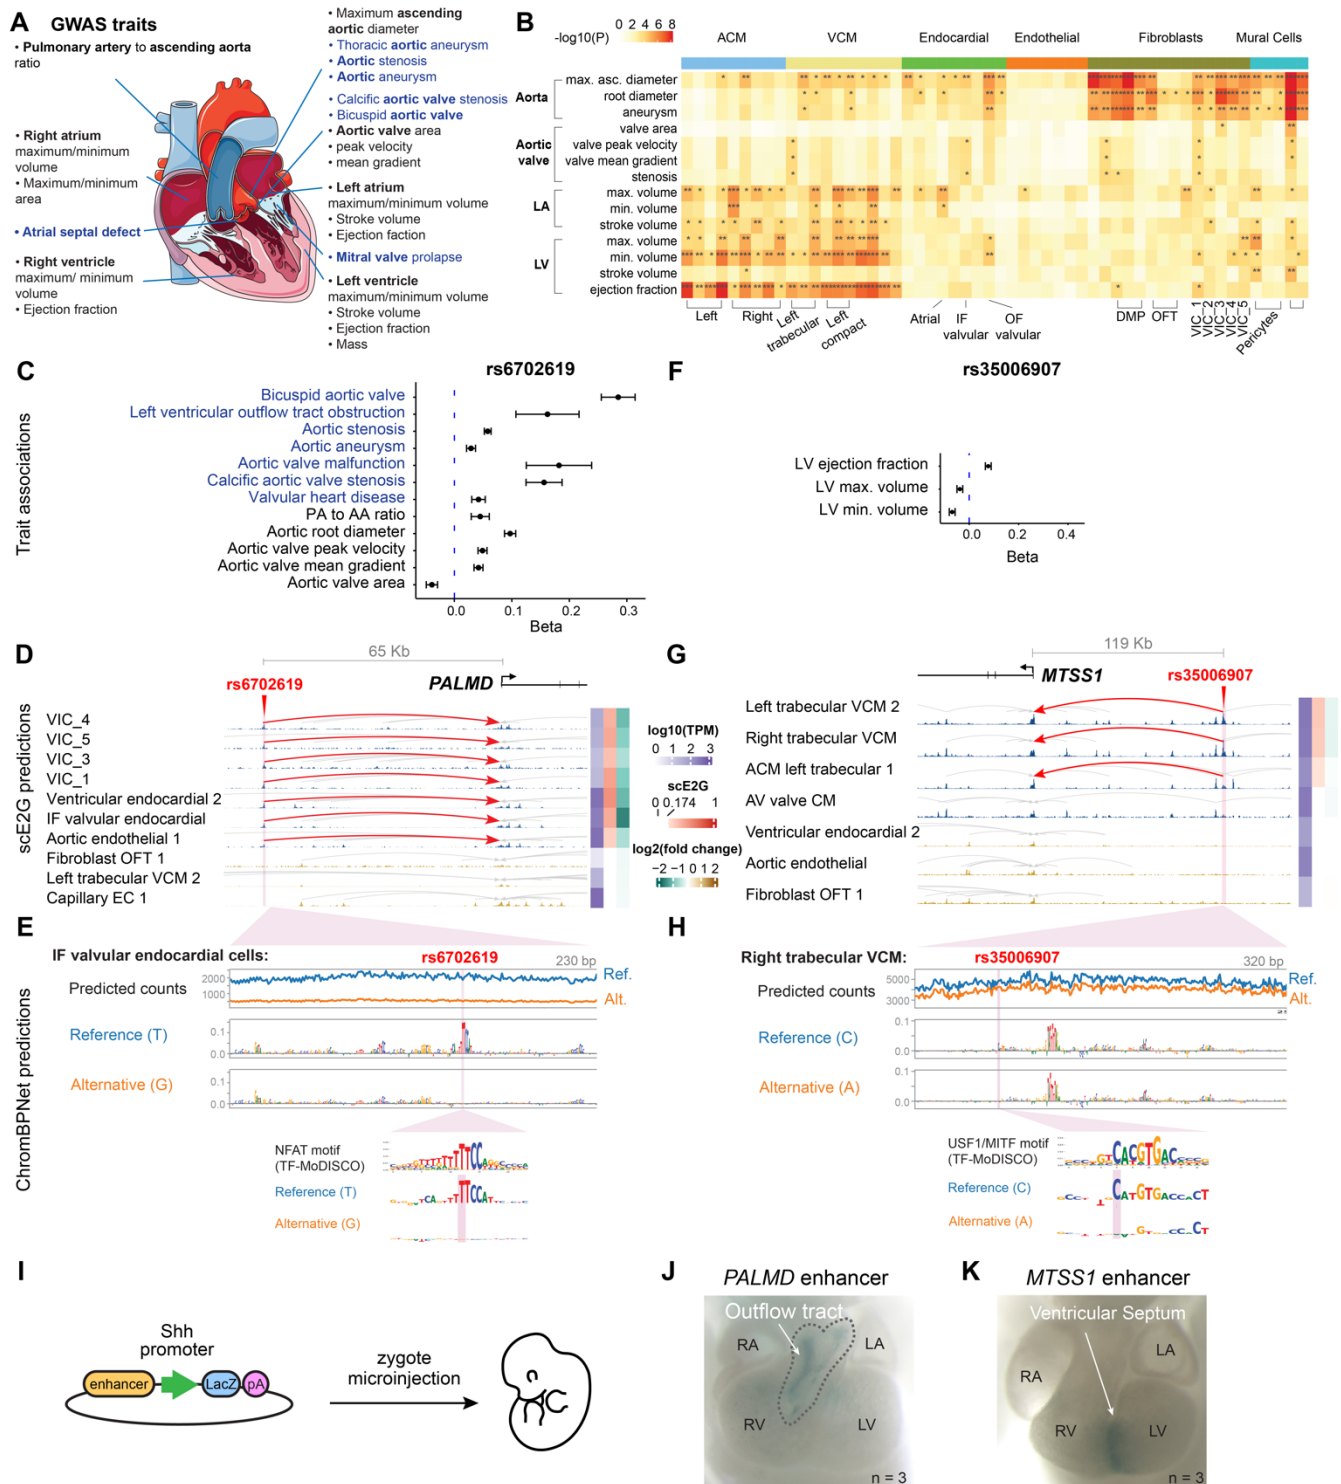 A GWAS traits
• Pulmonary artery to ascending aorta
ratio
• Right atrium
maximum/minimum
volume
• Maximum/minimum
area
• Atrial septal defect
• Right ventricle
maximum/ minimum
volume
• Ejection fraction
• Maximum ascending
aortic diameter
• Thoracic aortic aneurysm
• Aortic stenosis
• Aortic aneurysm
• Calcific aortic valve stenosis
• Bicuspid aortic valve
• Aortic valve area
• peak velocity
• mean gradient
• Left atrium
maximum/minimum volume
• Stroke volume
• Ejection faction
• Mitral valve prolapse
• Left ventricle
maximum/minimum volume
• Stroke volume
• Ejection fraction
• Mass
B
0 2 4 6 8
-log10(P)
ACM VCM Endocardial Endothelial Fibroblasts Mural Cells
Aorta
max. asc. diameter
root diameter
aneurysm
Aortic
valve
valve area
valve peak velocity
valve mean gradient
stenosis
LA
max. volume
min. volume
stroke volume
LV
max. volume
min. volume
stroke volume
ejection fraction
Left
Right
Left
trabecular
Left
compact
Atrial
IF
valvular
OF
valvular
DMP
OFT
VIC_1
VIC_2
VIC_3
VIC_4
VIC_5
Pericytes
C
rs6702619
Trait associations
Bicuspid aortic valve
Left ventricular outflow tract obstruction
Aortic stenosis
Aortic aneurysm
Aortic valve malfunction
Calcific aortic valve stenosis
Valvular heart disease
PA to AA ratio
Aortic root diameter
Aortic valve peak velocity
Aortic valve mean gradient
Aortic valve area
0.0 0.1 0.2 0.3
Beta
F
rs35006907
LV ejection fraction
LV max. volume
LV min. volume
0.0 0.2 0.4
Beta
D
65 Kb
rs6702619
PALMD
scE2G predictions
VIC_4
VIC_5
VIC_3
VIC_1
Ventricular endocardial 2
IF valvular endocardial
Aortic endothelial 1
Fibroblast OFT 1
Left trabecular VCM 2
Capillary EC 1
log10(TPM)
0 1 2 3
scE2G
0 0.174 1
log2(fold change)
−2 −1 0 1 2
G
119 Kb
MTSS1
rs35006907
Left trabecular VCM 2
Right trabecular VCM
ACM left trabecular 1
AV valve CM
Ventricular endocardial 2
Aortic endothelial
Fibroblast OFT 1
E
ChromBPNet predictions
IF valvular endocardial cells:
rs6702619
230 bp
Predicted counts
2000
1000
Ref.
Alt.
Reference (T)
0.1
0.0
Alternative (G)
0.1
0.0
NFAT motif
(TF-MoDISCO)
Reference (T)
Alternative (G)
H
Right trabecular VCM:
rs35006907
320 bp
Predicted counts
5000
3000
Ref.
Alt.
Reference (C)
0.1
0.0
Alternative (A)
0.1
0.0
USF1/MITF motif
(TF-MoDISCO)
Reference (C)
Alternative (A)
I
Shh
promoter
enhancer
LacZ
pA
zygote
microinjection
J
PALMD enhancer
Outflow tract
RA
LA
RV
LV
n = 3
K
MTSS1 enhancer
Ventricular Septum
RA
LA
RV
LV
n = 3